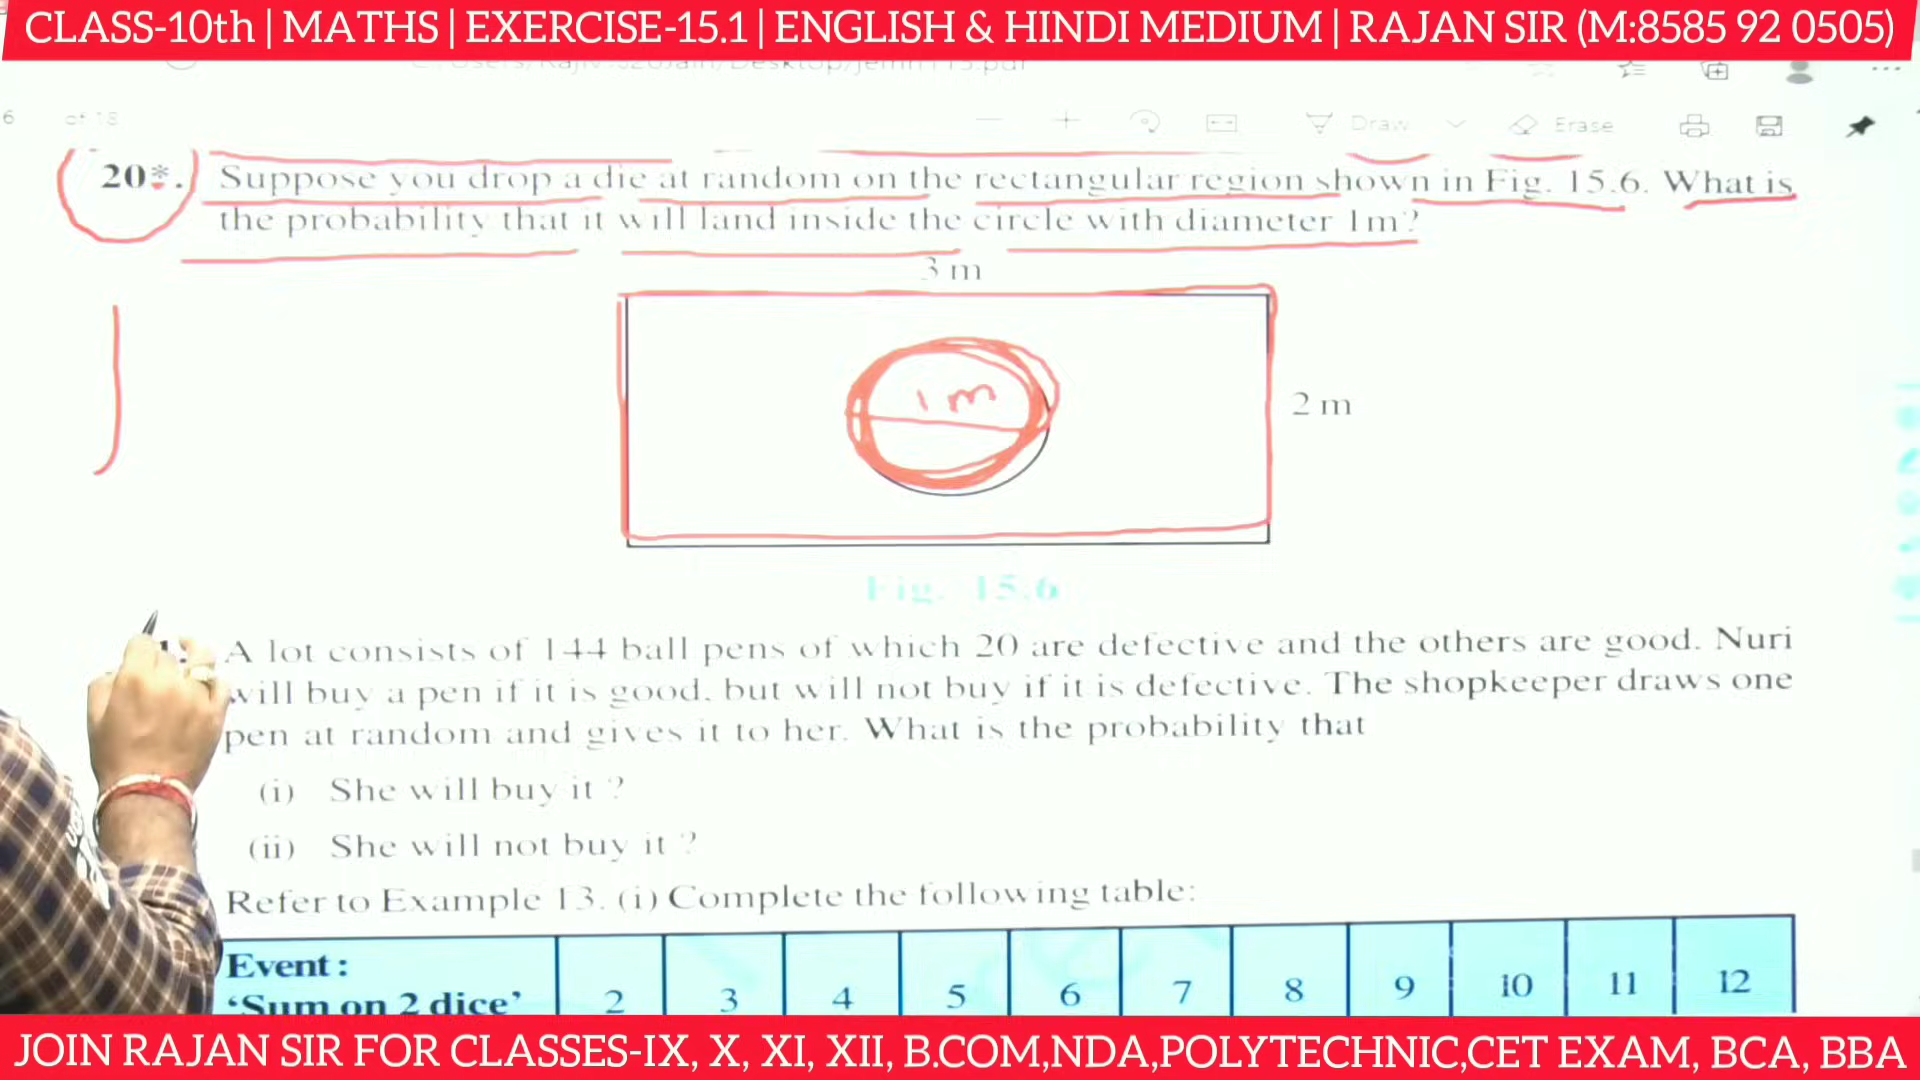 CLASS-10th | MATHS | EXERCISE-15.1 | ENGLISH & HINDI MEDIUM | RAJAN SIR (M:8585 92 0505)
6 of 18
Draw
Erase
20*. Suppose you drop a die at random on the rectangular region shown in Fig. 15.6. What is
the probability that it will land inside the circle with diameter 1m?
3 m
1 m
2 m
Fig. 15.6
A lot consists of 144 ball pens of which 20 are defective and the others are good. Nuri
will buy a pen if it is good, but will not buy if it is defective. The shopkeeper draws one
pen at random and gives it to her. What is the probability that
(i) She will buy it ?
(ii) She will not buy it ?
Refer to Example 13. (i) Complete the following table:
Event :
‘Sum on 2 dice’ 2 3 4 5 6 7 8 9 10 11 12
JOIN RAJAN SIR FOR CLASSES-IX, X, XI, XII, B.COM,NDA,POLYTECHNIC,CET EXAM, BCA, BBA